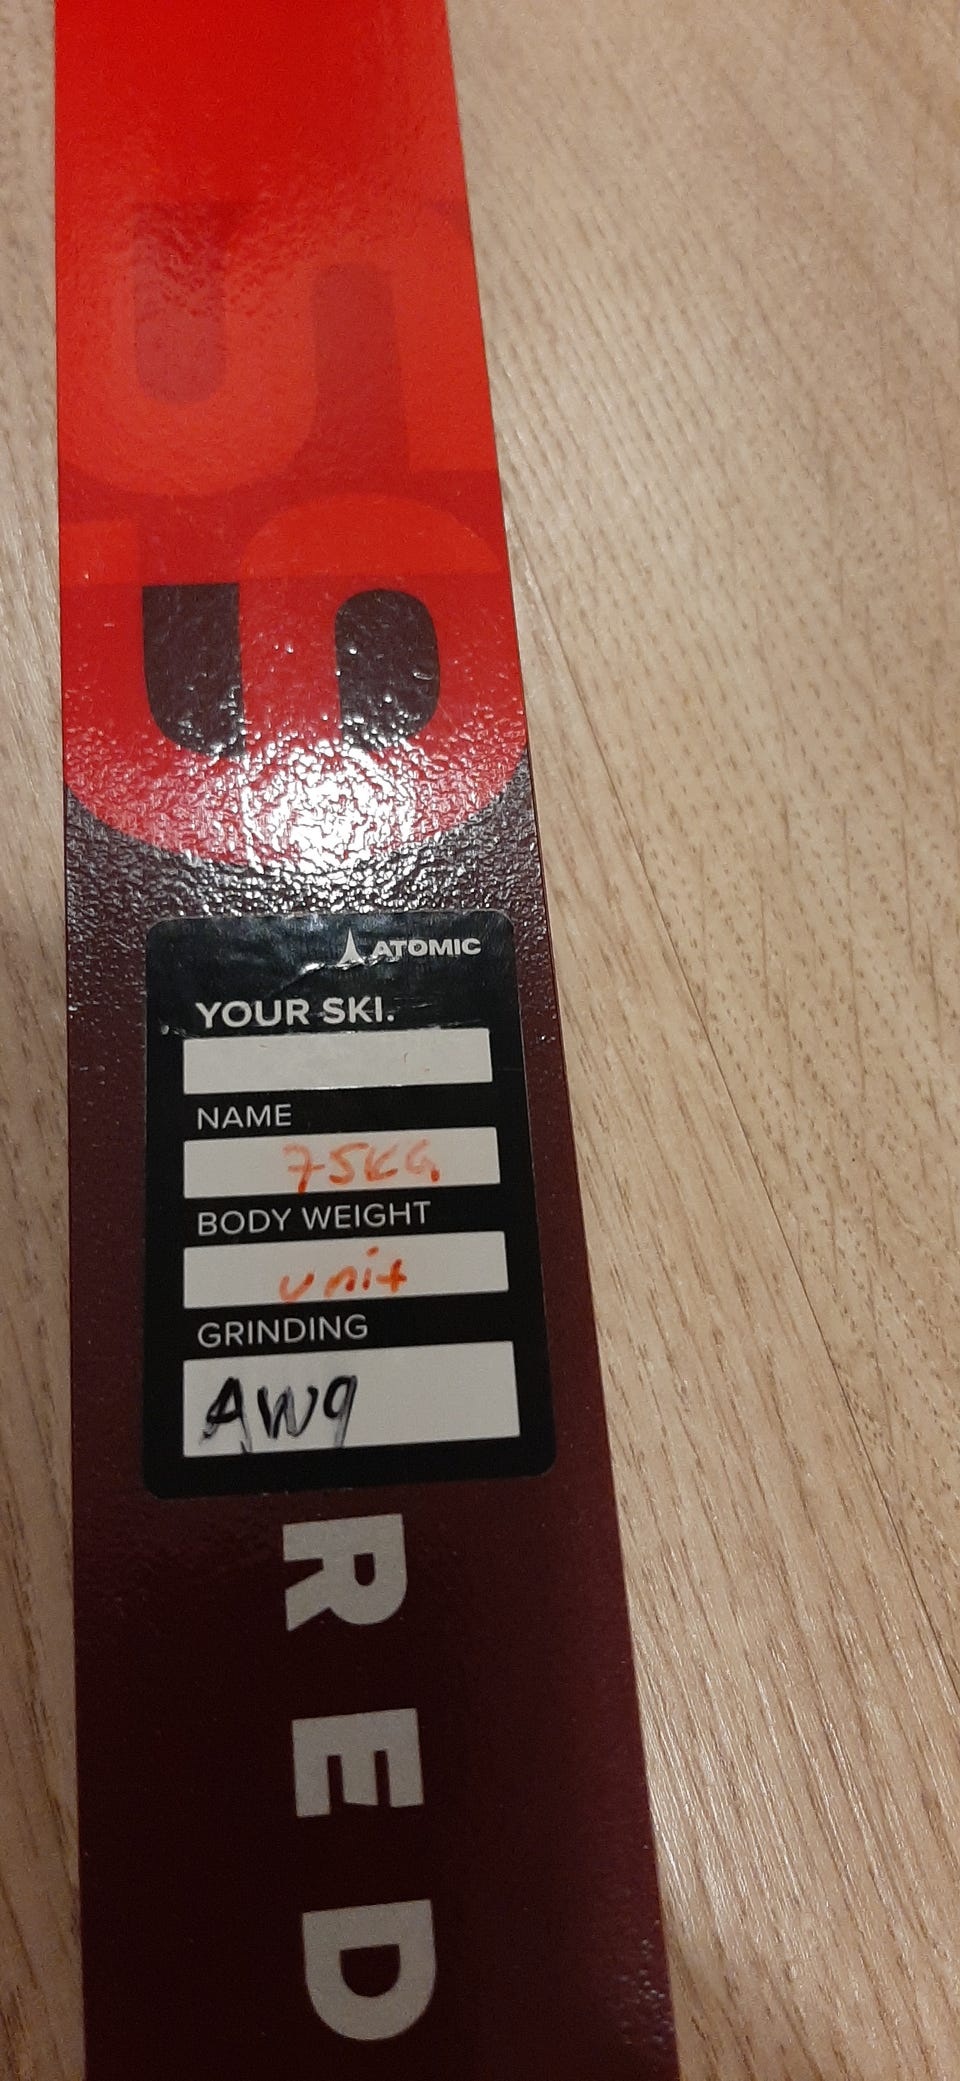 ATOMIC
YOUR SKI.
NAME
75KG
BODY WEIGHT
unit
GRINDING
AW9
RED